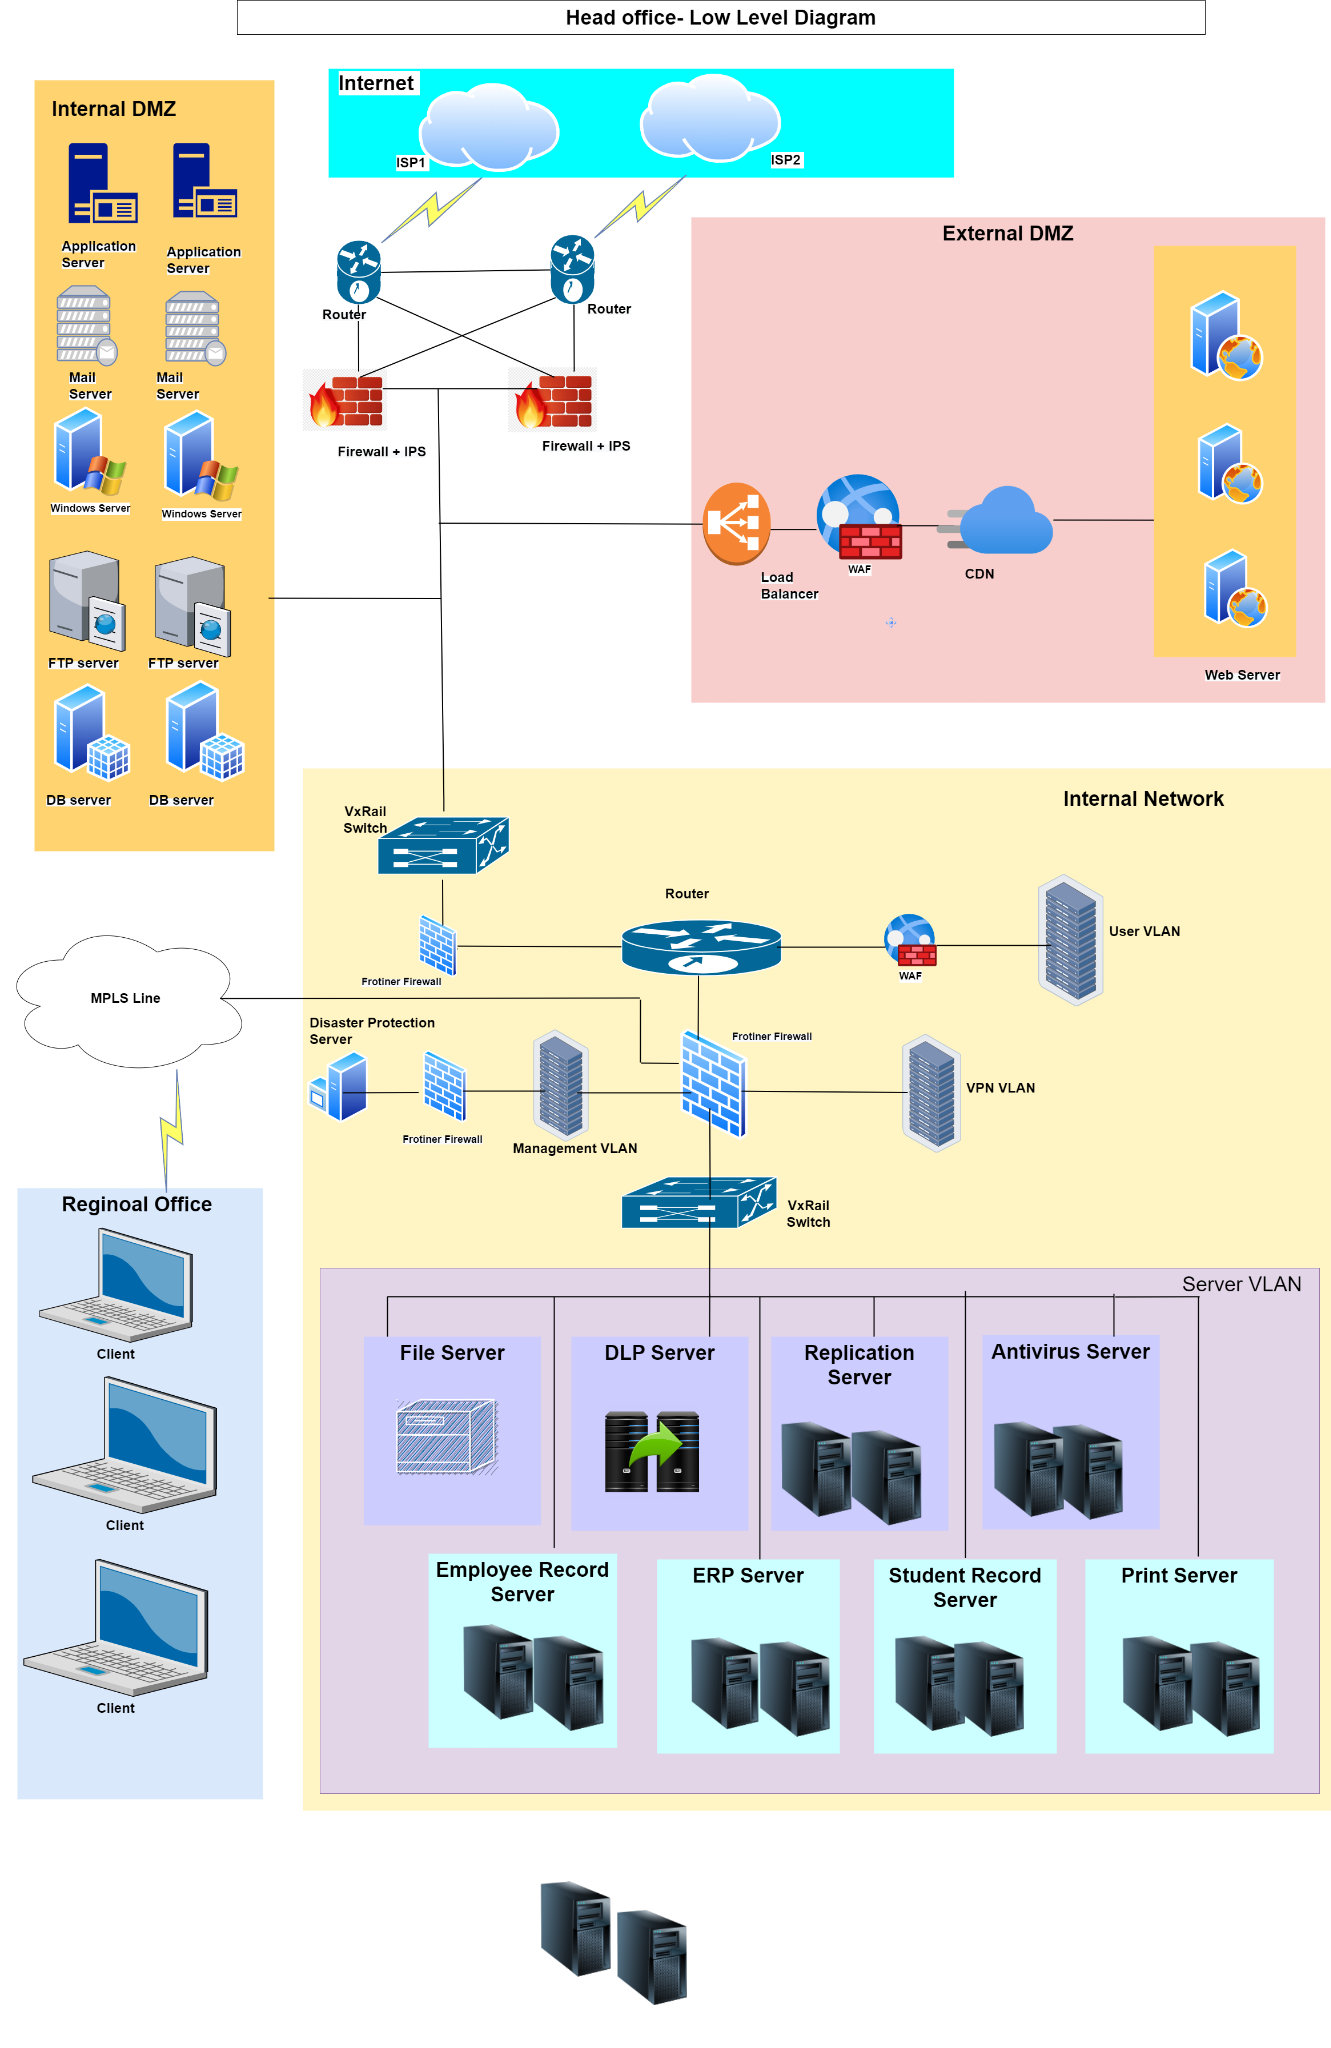 Head office- Low Level Diagram
Internet
ISP1
ISP2
Internal DMZ
Application
Server
Application
Server
Mail
Server
Mail
Server
Windows Server
Windows Server
FTP server
FTP server
DB server
DB server
Router
Router
Firewall + IPS
Firewall + IPS
External DMZ
Load
Balancer
WAF
CDN
Web Server
Internal Network
VxRail
Switch
Router
User VLAN
WAF
Frotiner Firewall
MPLS Line
Disaster Protection
Server
Frotiner Firewall
VPN VLAN
Frotiner Firewall
Management VLAN
VxRail
Switch
Reginoal Office
Client
Client
Client
Server VLAN
File Server
DLP Server
Replication
Server
Antivirus Server
Employee Record
Server
ERP Server
Student Record
Server
Print Server